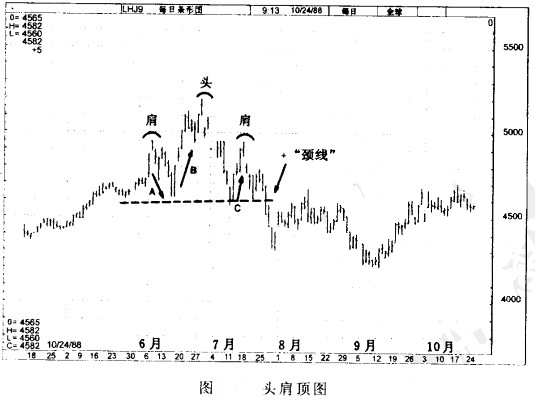 LHJ9 每日条形图 9 13 10/24/88 每日 全球
0= 4565
H= 4582
L= 4560
4582
+5
0
5500
头
肩 肩
5000
B
+ “颈线”
A
C
4500
4000
0= 4565
H= 4582
L= 4560
C= 4582 10/24/88
6月 7月 8月 9月 10月
18 25 2 9 16 23 30 6 13 20 27 4 11 18 25 1 8 15 22 29 5 12 19 26 3 10 17 24
图 头肩顶图